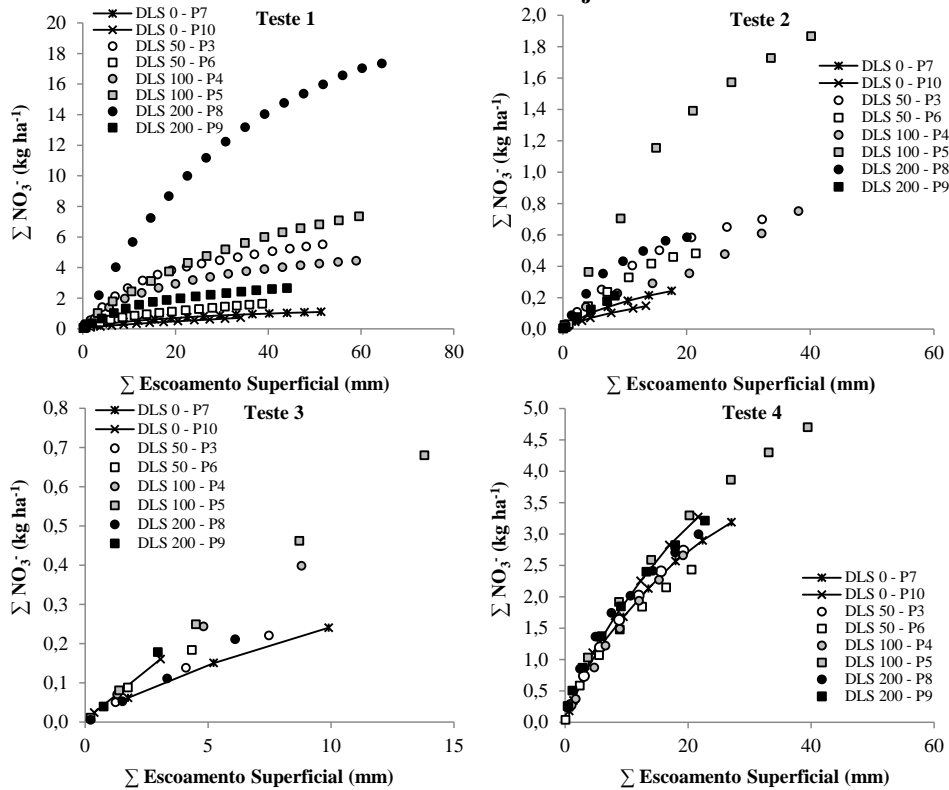 Teste 1
DLS 0 - P7
DLS 0 - P10
DLS 50 - P3
DLS 50 - P6
DLS 100 - P4
DLS 100 - P5
DLS 200 - P8
DLS 200 - P9
20
18
16
14
12
10
8
6
4
2
0
0 20 40 60 80
∑ NO₃⁻ (kg ha⁻¹)
∑ Escoamento Superficial (mm)
Teste 2
DLS 0 - P7
DLS 0 - P10
DLS 50 - P3
DLS 50 - P6
DLS 100 - P4
DLS 100 - P5
DLS 200 - P8
DLS 200 - P9
2,0
1,8
1,6
1,4
1,2
1,0
0,8
0,6
0,4
0,2
0,0
0 20 40 60
∑ NO₃⁻ (kg ha⁻¹)
∑ Escoamento Superficial (mm)
Teste 3
DLS 0 - P7
DLS 0 - P10
DLS 50 - P3
DLS 50 - P6
DLS 100 - P4
DLS 100 - P5
DLS 200 - P8
DLS 200 - P9
0,8
0,7
0,6
0,5
0,4
0,3
0,2
0,1
0,0
0 5 10 15
∑ NO₃⁻ (kg ha⁻¹)
∑ Escoamento Superficial (mm)
Teste 4
DLS 0 - P7
DLS 0 - P10
DLS 50 - P3
DLS 50 - P6
DLS 100 - P4
DLS 100 - P5
DLS 200 - P8
DLS 200 - P9
5,0
4,5
4,0
3,5
3,0
2,5
2,0
1,5
1,0
0,5
0,0
0 20 40 60
∑ NO₃⁻ (kg ha⁻¹)
∑ Escoamento Superficial (mm)